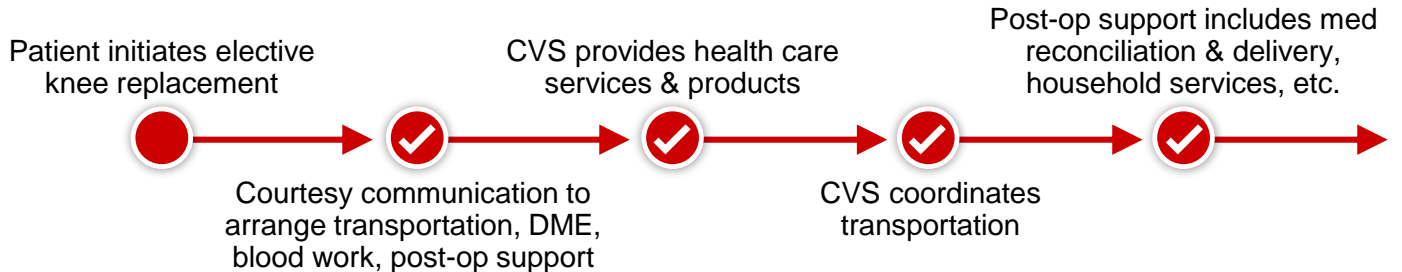 Patient initiates elective
knee replacement
Courtesy communication to
arrange transportation, DME,
blood work, post-op support
CVS provides health care
services & products
CVS coordinates
transportation
Post-op support includes med
reconciliation & delivery,
household services, etc.